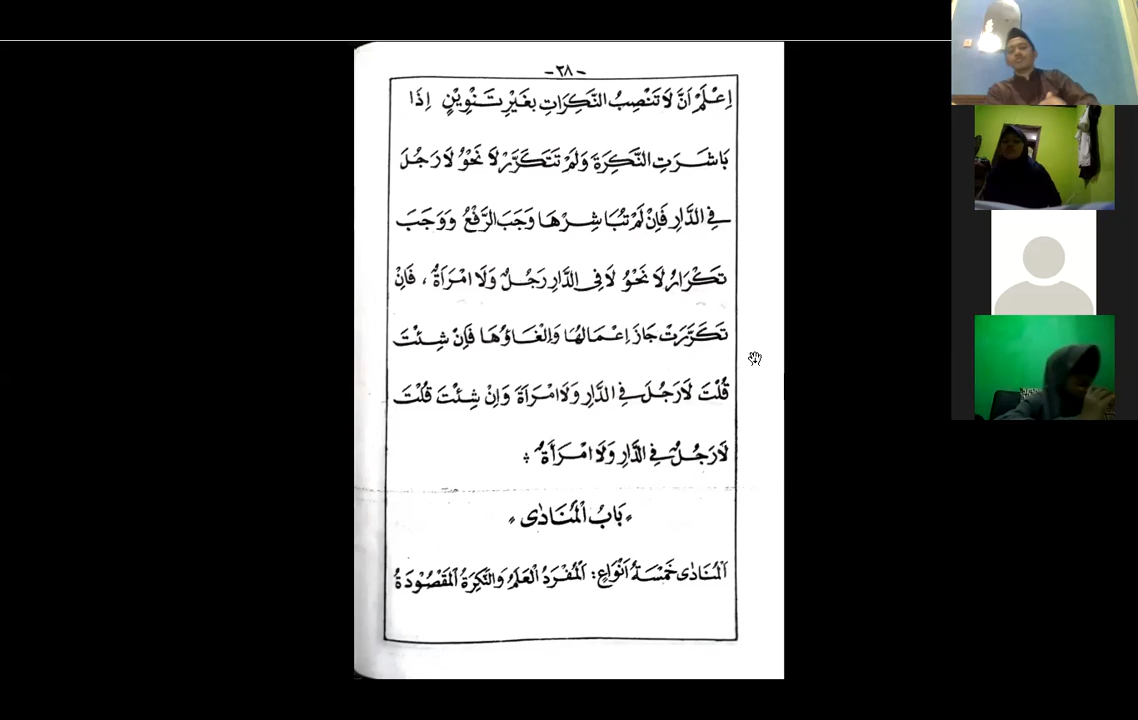 -٣٨-
اِعْلَمْ اَنَّ لَا تَنْصِبُ النَّكِرَاتِ بِغَيْرِ تَنْوِيْنٍ اِذَا
بَاشَرَتِ النَّكِرَةَ وَلَمْ تَتَكَرَّرْ لَا نَحْوُ لَا رَجُلَ
فِى الدَّارِ فَاِنْ لَمْ تُبَاشِرْهَا وَجَبَ الرَّفْعُ وَوَجَبَ
تَكْرَارُ لَا نَحْوُ لَا فِى الدَّارِ رَجُلٌ وَلَا امْرَأَةٌ ، فَاِنْ
تَكَرَّرَتْ جَازَ اِعْمَالُهَا وَاِلْغَاؤُهَا فَاِنْ شِئْتَ
قُلْتَ لَا رَجُلَ فِى الدَّارِ وَلَا امْرَأَةَ وَاِنْ شِئْتَ قُلْتَ
لَا رَجُلٌ فِى الدَّارِ وَلَا امْرَأَةٌ ؞
بَابُ الْمُنَادٰى
اَلْمُنَادٰى خَمْسَةُ اَنْوَاعٍ : اَلْمُفْرَدُ الْعَلَمُ وَالنَّكِرَةُ الْمَقْصُوْدَةُ